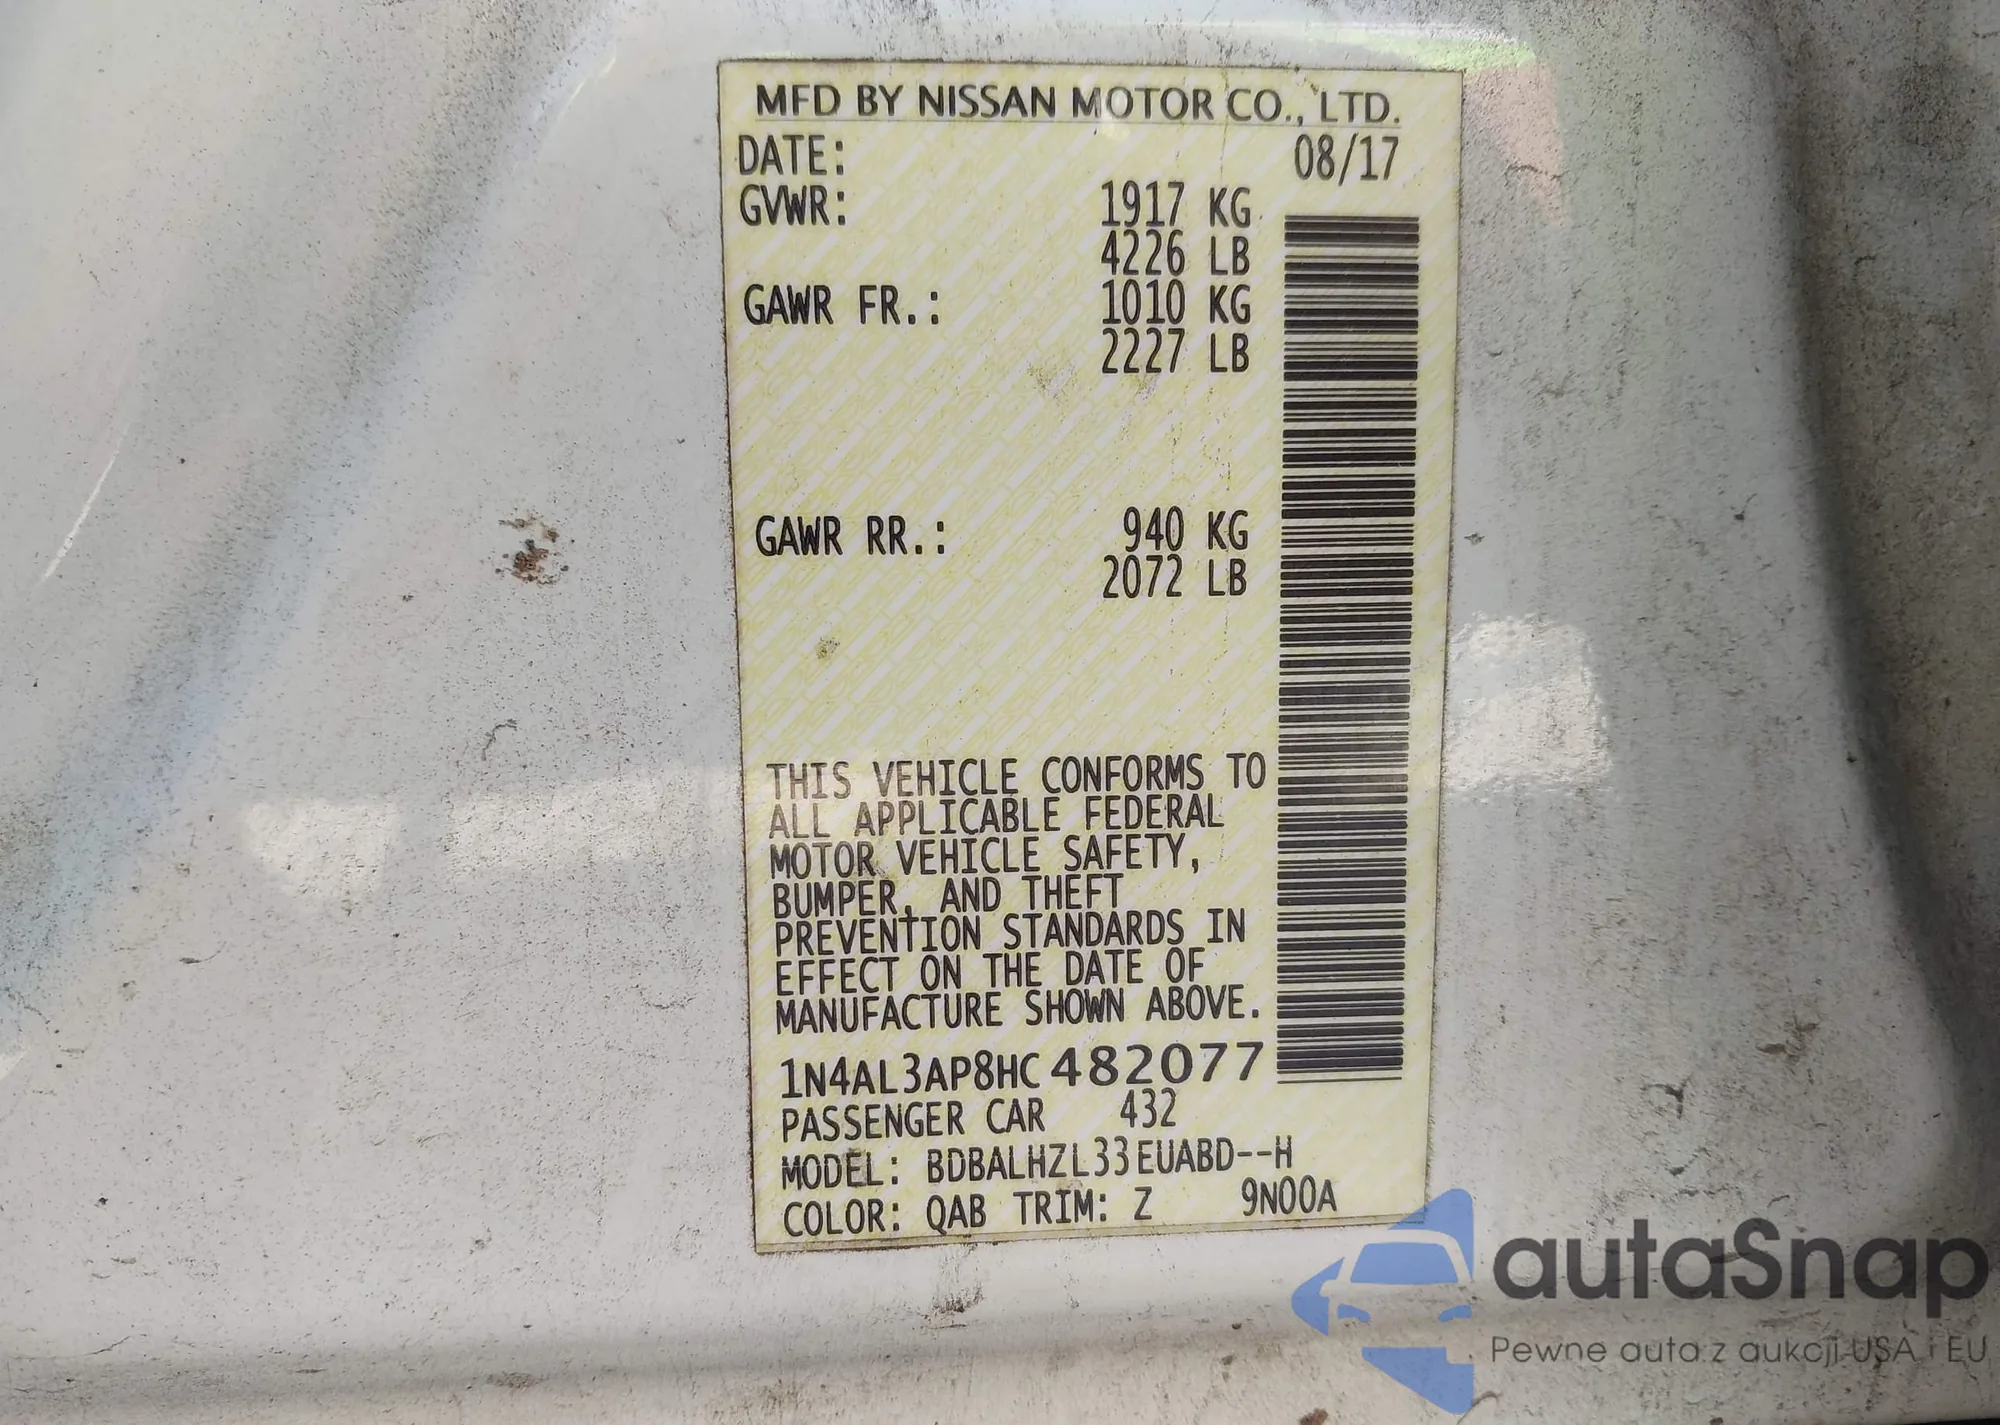 MFD BY NISSAN MOTOR CO., LTD.
DATE: 08/17
GVWR: 1917 KG
4226 LB
GAWR FR.: 1010 KG
2227 LB
GAWR RR.: 940 KG
2072 LB
THIS VEHICLE CONFORMS TO
ALL APPLICABLE FEDERAL
MOTOR VEHICLE SAFETY,
BUMPER, AND THEFT
PREVENTION STANDARDS IN
EFFECT ON THE DATE OF
MANUFACTURE SHOWN ABOVE.
1N4AL3AP8HC482077
PASSENGER CAR 432
MODEL: BDBALHZL33EUABD--H
COLOR: QAB TRIM: Z 9N00A
autaSnap
Pewne auta z aukcji USA i EU